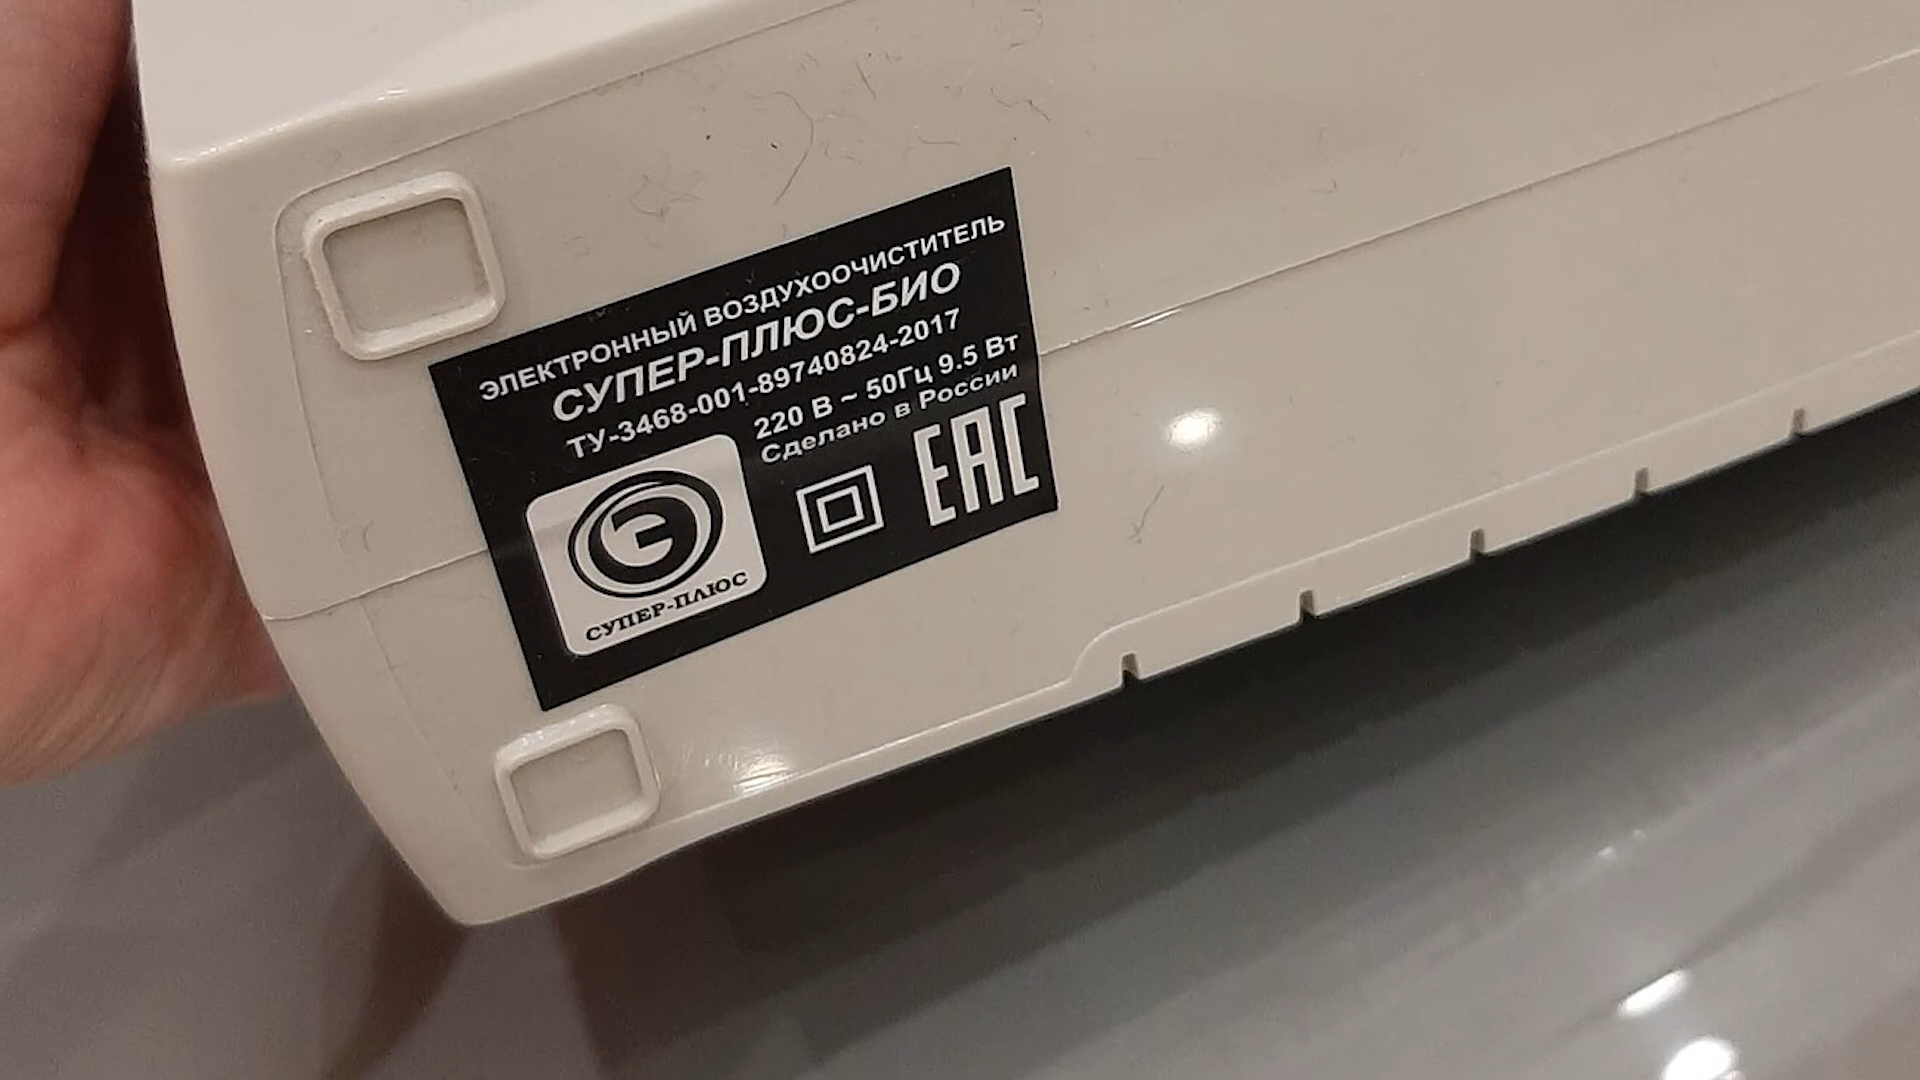 ЭЛЕКТРОННЫЙ ВОЗДУХООЧИСТИТЕЛЬ
СУПЕР-ПЛЮС-БИО
ТУ-3468-001-89740824-2017
220 В ~ 50Гц 9.5 Вт
Сделано в России
EAC
СУПЕР-ПЛЮС